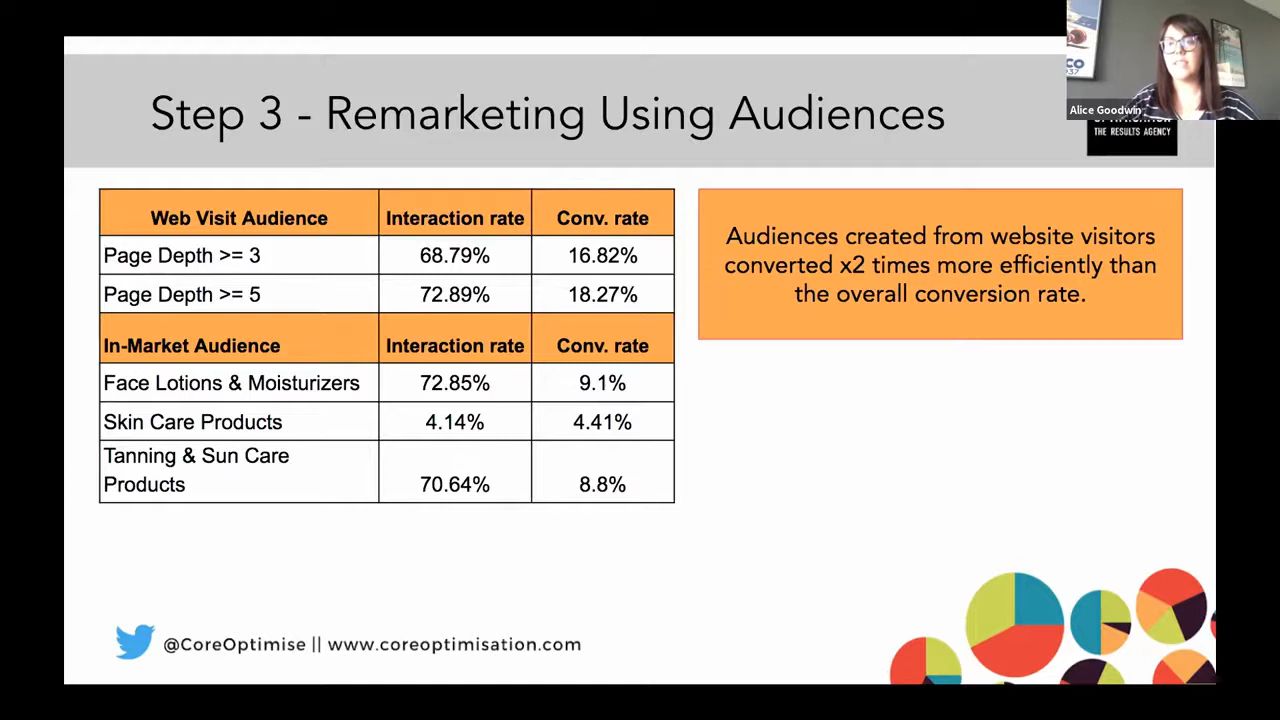 Step 3 - Remarketing Using Audiences
Alice Goodwin
THE RESULTS AGENCY
CO
937
Web Visit Audience Interaction rate Conv. rate
Page Depth >= 3 68.79% 16.82%
Page Depth >= 5 72.89% 18.27%
In-Market Audience Interaction rate Conv. rate
Face Lotions & Moisturizers 72.85% 9.1%
Skin Care Products 4.14% 4.41%
Tanning & Sun Care
Products 70.64% 8.8%
Audiences created from website visitors
converted x2 times more efficiently than
the overall conversion rate.
@CoreOptimise || www.coreoptimisation.com